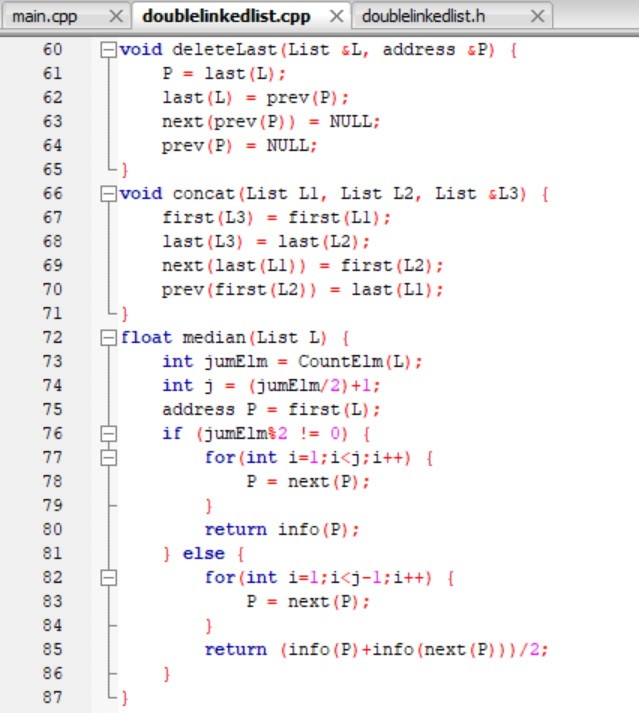 main.cpp doublelinkedlist.cpp doublelinkedlist.h
60 void deleteLast(List &L, address &P) {
61     P = last(L);
62     last(L) = prev(P);
63     next(prev(P)) = NULL;
64     prev(P) = NULL;
65 }
66 void concat(List L1, List L2, List &L3) {
67     first(L3) = first(L1);
68     last(L3) = last(L2);
69     next(last(L1)) = first(L2);
70     prev(first(L2)) = last(L1);
71 }
72 float median(List L) {
73     int jumElm = CountElm(L);
74     int j = (jumElm/2)+1;
75     address P = first(L);
76     if (jumElm%2 != 0) {
77         for(int i=1;i<j;i++) {
78             P = next(P);
79         }
80         return info(P);
81     } else {
82         for(int i=1;i<j-1;i++) {
83             P = next(P);
84         }
85         return (info(P)+info(next(P)))/2;
86     }
87 }